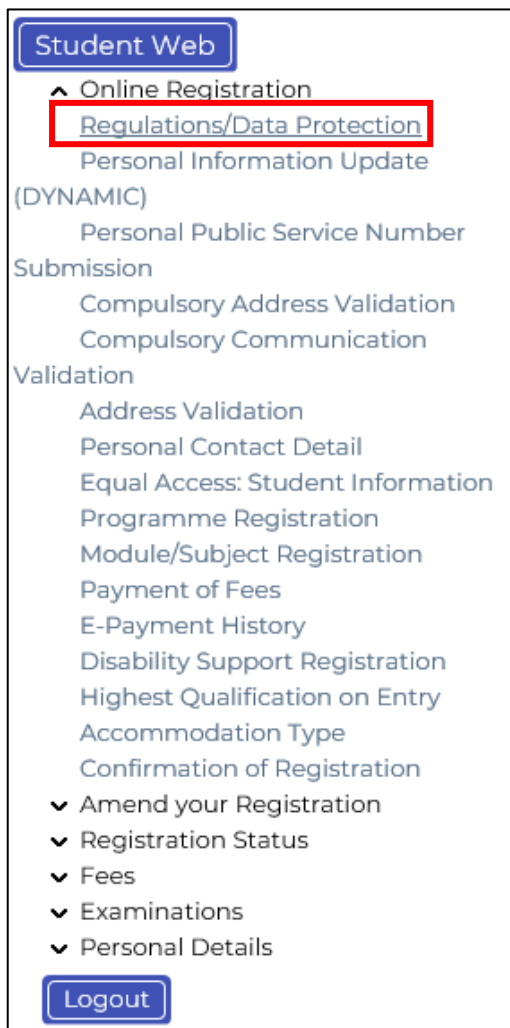 Student Web
Online Registration
Regulations/Data Protection
Personal Information Update
(DYNAMIC)
Personal Public Service Number
Submission
Compulsory Address Validation
Compulsory Communication
Validation
Address Validation
Personal Contact Detail
Equal Access: Student Information
Programme Registration
Module/Subject Registration
Payment of Fees
E-Payment History
Disability Support Registration
Highest Qualification on Entry
Accommodation Type
Confirmation of Registration
Amend your Registration
Registration Status
Fees
Examinations
Personal Details
Logout